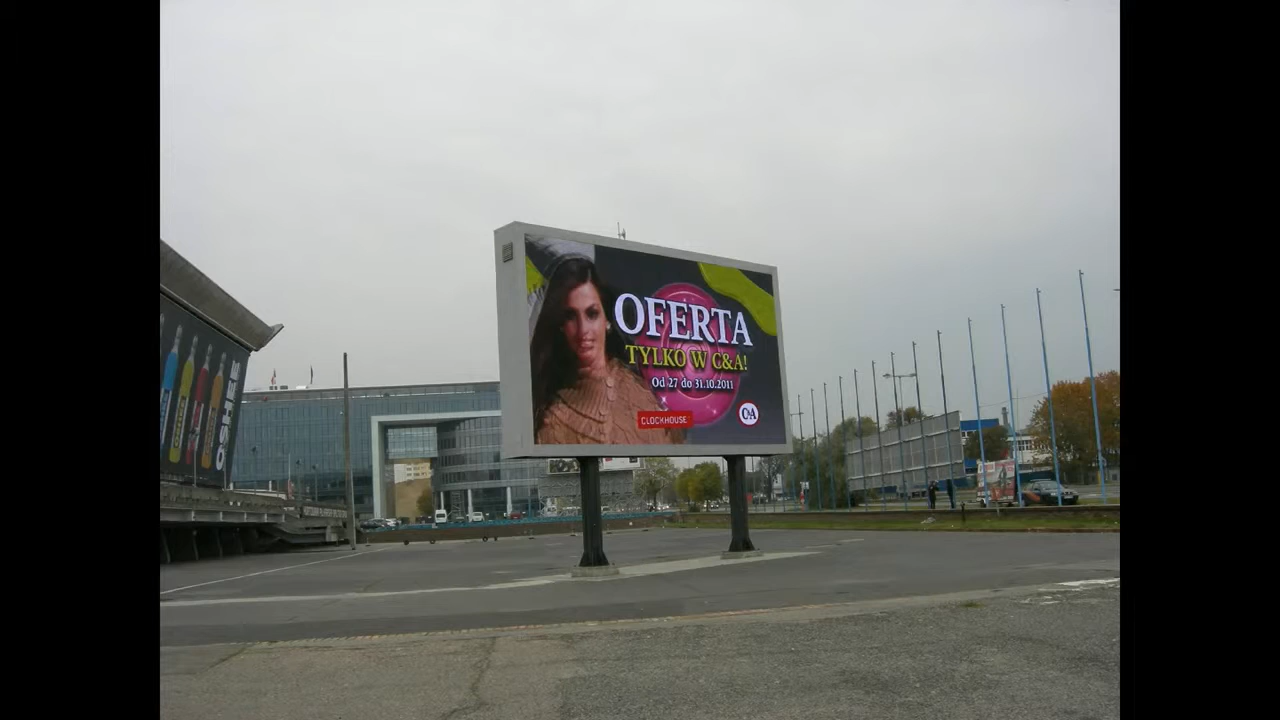 OSHEE
OFERTA
TYLKO W C&A!
Od 27 do 31.10.2011
CLOCKHOUSE
C&A